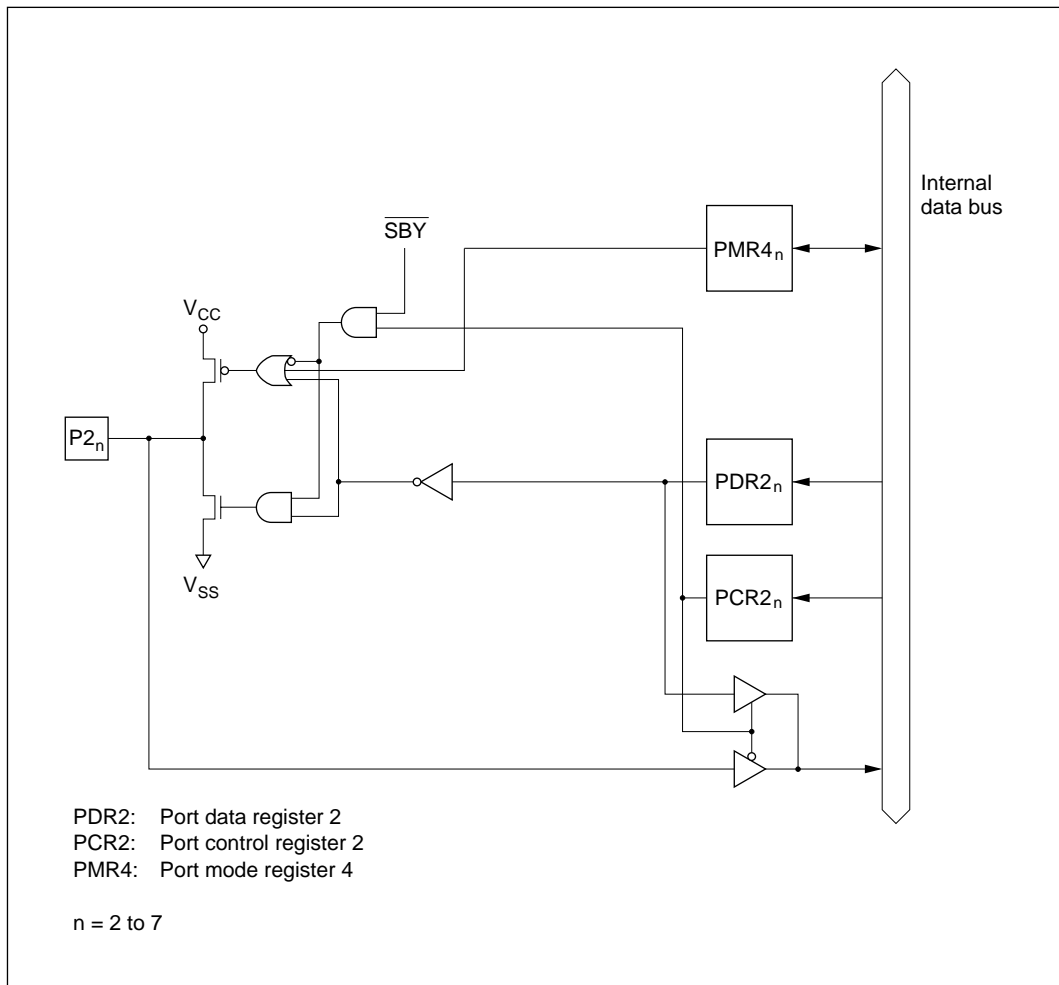 Internal
data bus
SBY
PMR4n
VCC
P2n
PDR2n
VSS
PCR2n
PDR2: Port data register 2
PCR2: Port control register 2
PMR4: Port mode register 4
n = 2 to 7